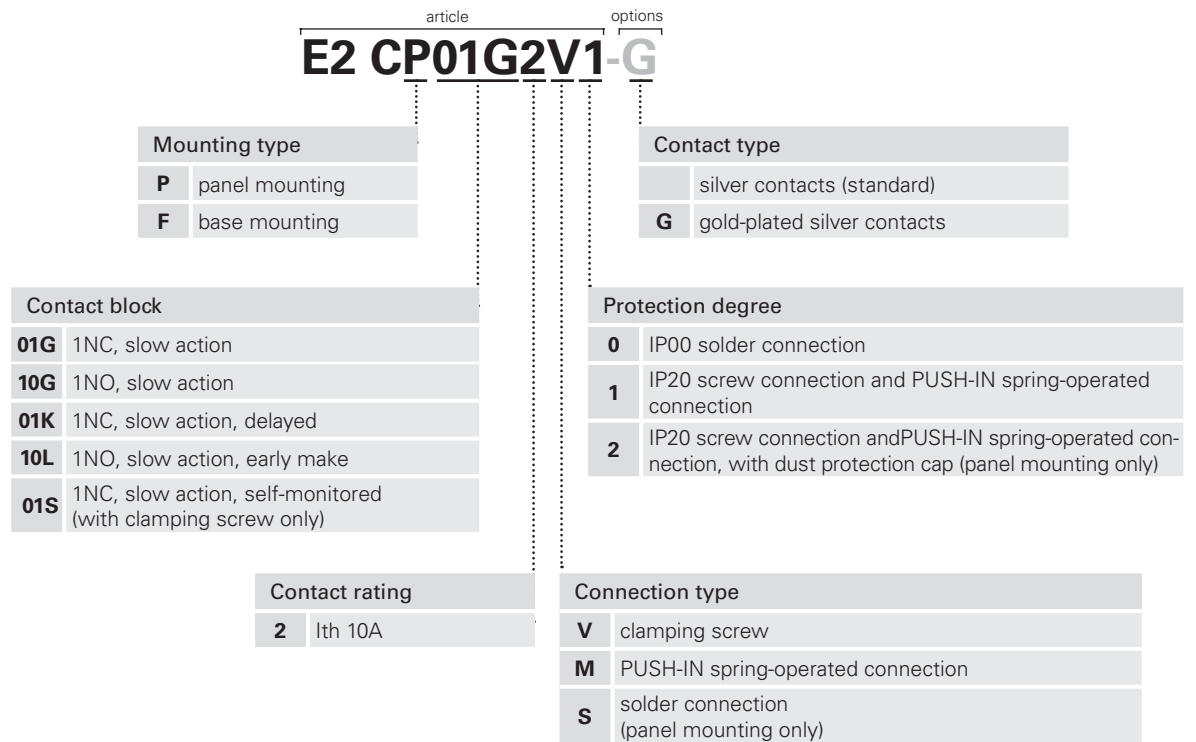 article options
E2 CP01G2V1-G
Mounting type
P panel mounting
F base mounting
Contact type
silver contacts (standard)
G gold-plated silver contacts
Contact block
01G 1NC, slow action
10G 1NO, slow action
01K 1NC, slow action, delayed
10L 1NO, slow action, early make
01S 1NC, slow action, self-monitored
(with clamping screw only)
Protection degree
0 IP00 solder connection
1 IP20 screw connection and PUSH-IN spring-operated
connection
2 IP20 screw connection andPUSH-IN spring-operated con-
nection, with dust protection cap (panel mounting only)
Contact rating
2 Ith 10A
Connection type
V clamping screw
M PUSH-IN spring-operated connection
S solder connection
(panel mounting only)